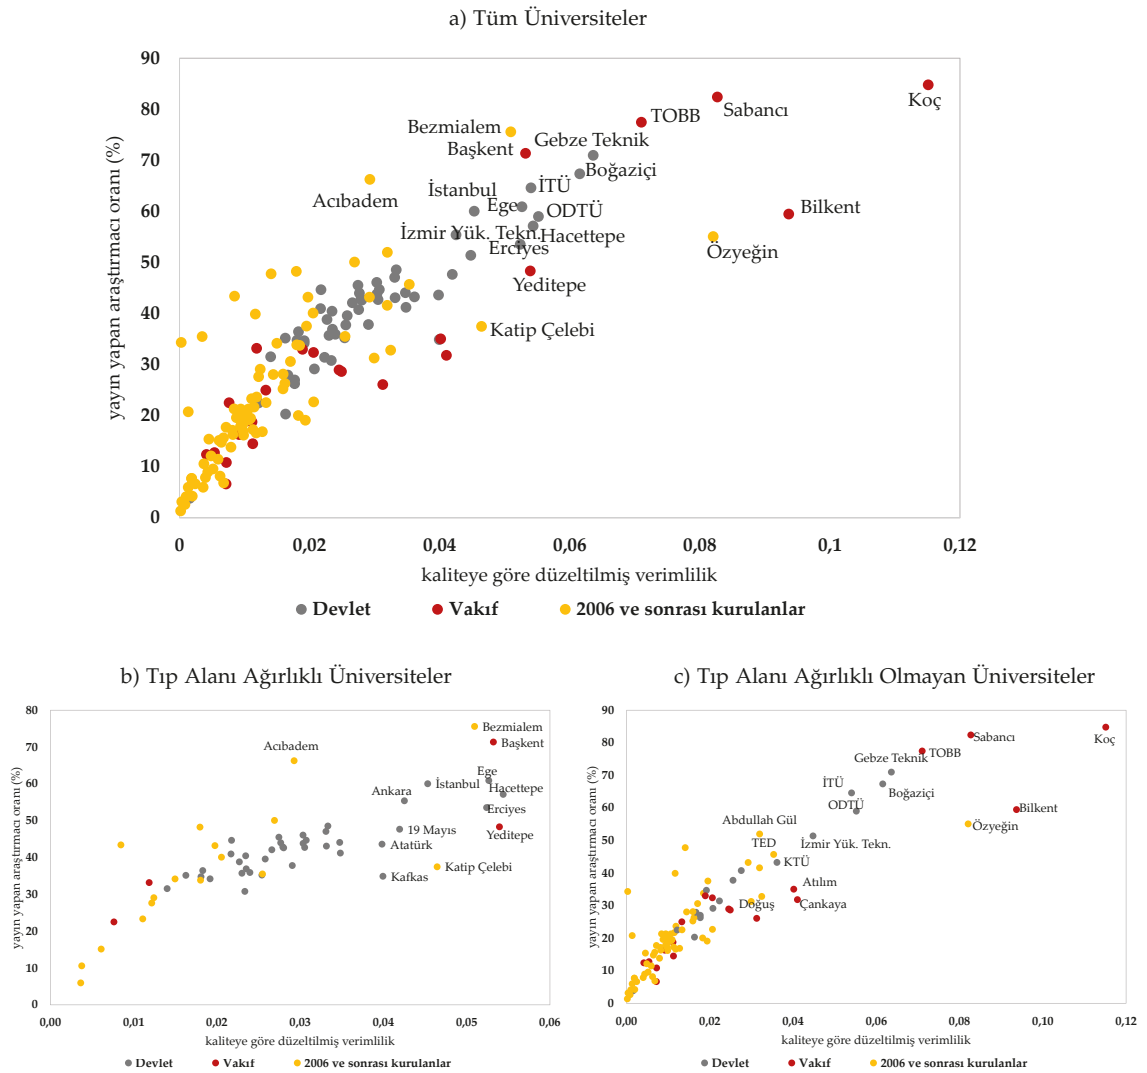 a) Tüm Üniversiteler
90
80
70
60
50
40
30
20
10
0
yayın yapan araştırmacı oranı (%)
Koç
Sabancı
TOBB
Bezmialem
Gebze Teknik
Başkent
Boğaziçi
Acıbadem
İstanbul
İTÜ
Ege
ODTÜ
Bilkent
İzmir Yük. Tekn.
Hacettepe
Erciyes
Özyeğin
Yeditepe
Katip Çelebi
0 0,02 0,04 0,06 0,08 0,1 0,12
kaliteye göre düzeltilmiş verimlilik
Devlet Vakıf 2006 ve sonrası kurulanlar
b) Tıp Alanı Ağırlıklı Üniversiteler
80
70
60
50
40
30
20
10
00
yayın yapan araştırmacı oranı (%)
Bezmialem
Başkent
Acıbadem
Ege
İstanbul
Hacettepe
Ankara
Erciyes
19 Mayıs
Yeditepe
Atatürk
Katip Çelebi
Kafkas
0,00 0,01 0,02 0,03 0,04 0,05 0,06
kaliteye göre düzeltilmiş verimlilik
Devlet Vakıf 2006 ve sonrası kurulanlar
c) Tıp Alanı Ağırlıklı Olmayan Üniversiteler
90
80
70
60
50
40
30
20
10
00
yayın yapan araştırmacı oranı (%)
Koç
Sabancı
TOBB
Gebze Teknik
İTÜ
Boğaziçi
ODTÜ
Bilkent
Abdullah Gül
Özyeğin
TED
İzmir Yük. Tekn.
KTÜ
Atılım
Doğuş
Çankaya
0,00 0,02 0,04 0,06 0,08 0,10 0,12
kaliteye göre düzeltilmiş verimlilik
Devlet Vakıf 2006 ve sonrası kurulanlar